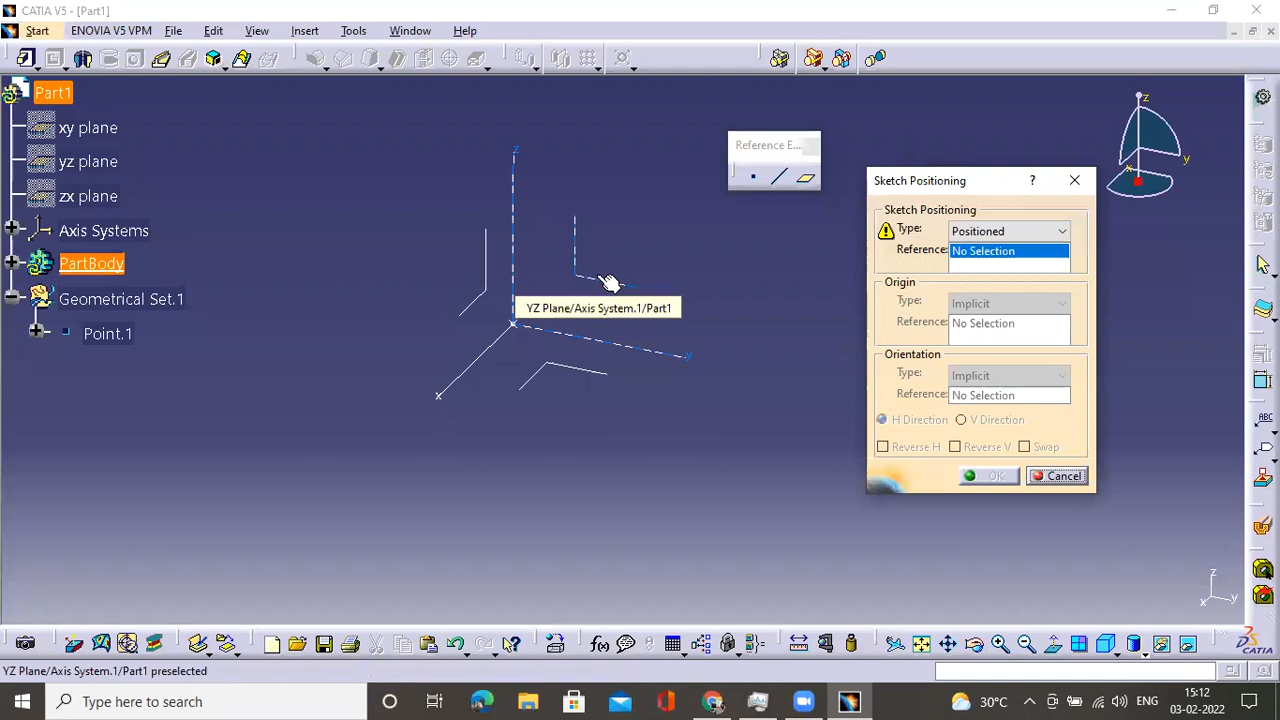 CATIA V5 - [Part1]
Start ENOVIA V5 VPM File Edit View Insert Tools Window Help
Part1
xy plane
yz plane
zx plane
Axis Systems
PartBody
Geometrical Set.1
Point.1
z
y
x
YZ Plane/Axis System.1/Part1
Reference E...
Sketch Positioning ?
Sketch Positioning
Type: Positioned
Reference: No Selection
Origin
Type: Implicit
Reference: No Selection
Orientation
Type: Implicit
Reference: No Selection
H Direction V Direction
Reverse H Reverse V Swap
OK Cancel
z
y
x
z
x y
ABC
f(x)
CATIA
YZ Plane/Axis System.1/Part1 preselected
Type here to search
30°C
ENG
15:12
03-02-2022